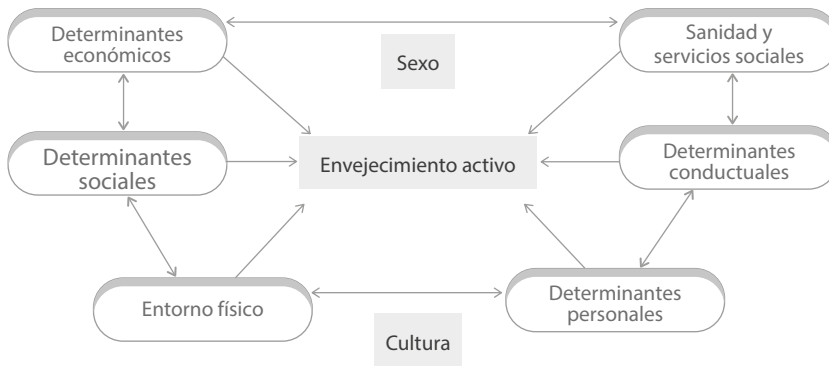 Determinantes
económicos
Sanidad y
servicios sociales
Sexo
Determinantes
sociales
Envejecimiento activo
Determinantes
conductuales
Entorno físico
Determinantes
personales
Cultura